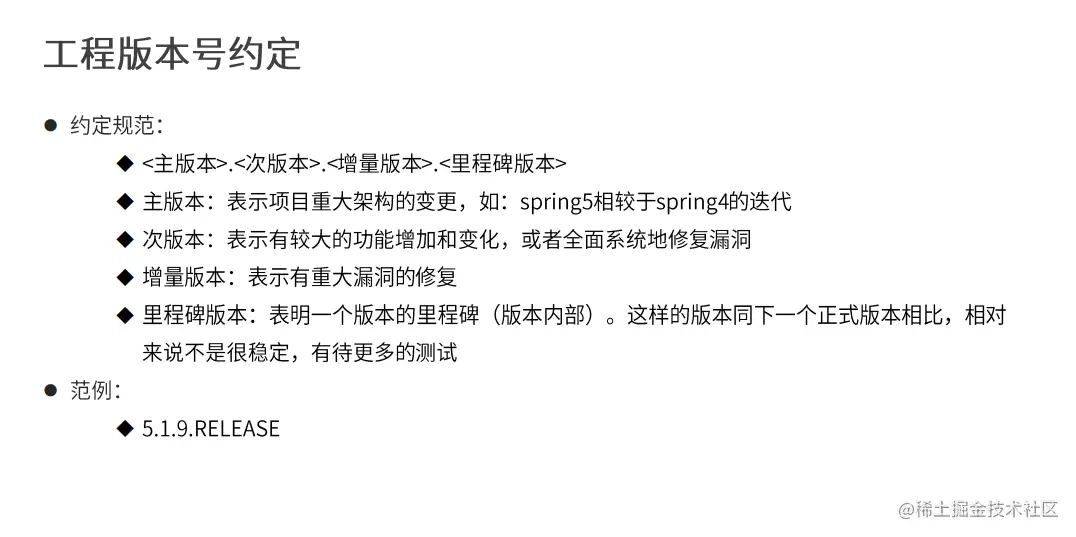 工程版本号约定
● 约定规范：
◆ <主版本>.<次版本>.<增量版本>.<里程碑版本>
◆ 主版本：表示项目重大架构的变更，如：spring5相较于spring4的迭代
◆ 次版本：表示有较大的功能增加和变化，或者全面系统地修复漏洞
◆ 增量版本：表示有重大漏洞的修复
◆ 里程碑版本：表明一个版本的里程碑（版本内部）。这样的版本同下一个正式版本相比，相对
来说不是很稳定，有待更多的测试
● 范例：
◆ 5.1.9.RELEASE
@稀土掘金技术社区